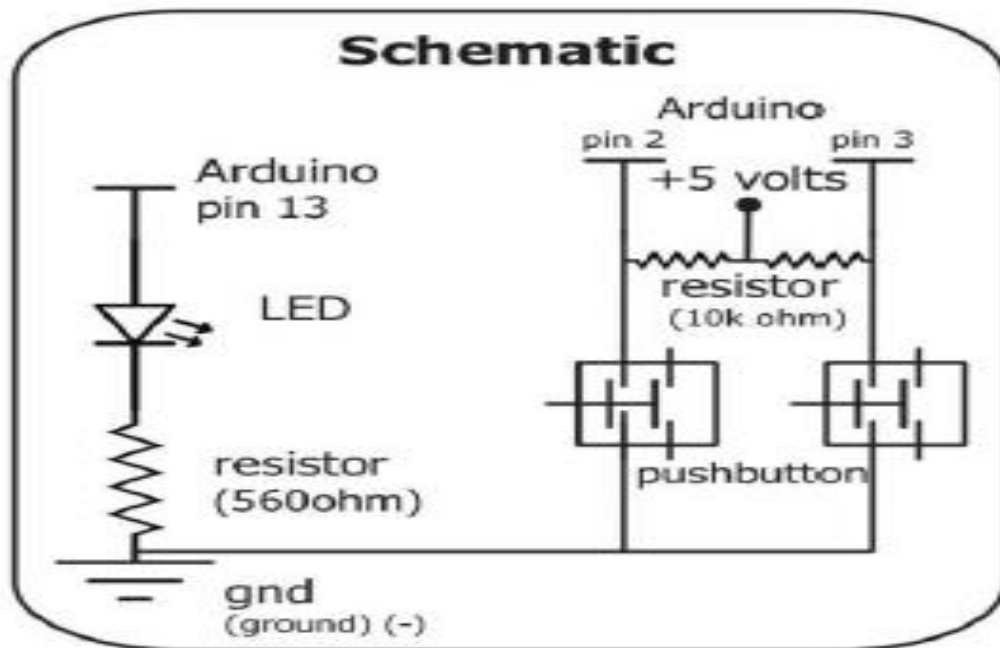 Schematic
Arduino
pin 13
LED
resistor
(560ohm)
gnd
(ground) (-)
Arduino
pin 2
pin 3
+5 volts
resistor
(10k ohm)
pushbutton